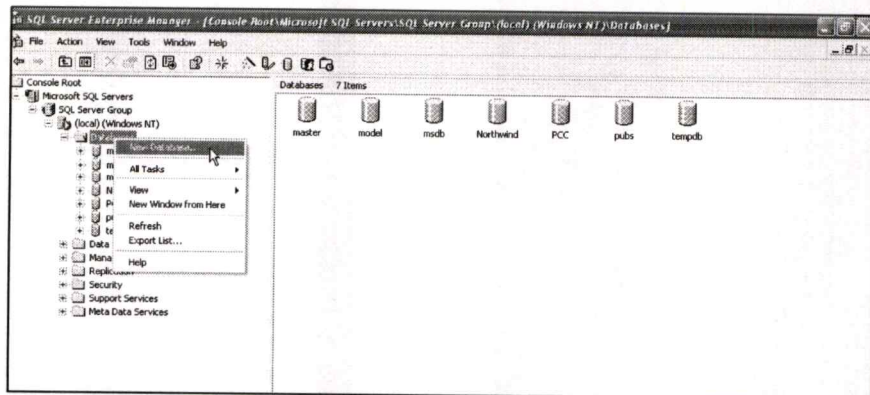 SQL Server Enterprise Manager - [Console Root\Microsoft SQL Servers\SQL Server Group\(local) (Windows NT)\Databases]
File Action View Tools Window Help
Console Root
Microsoft SQL Servers
SQL Server Group
(local) (Windows NT)
New Database...
All Tasks
View
New Window from Here
Refresh
Export List...
Help
m
m
m
N
P
te
Data
Mana
Replication
Security
Support Services
Meta Data Services
Databases 7 Items
master model msdb Northwind PCC pubs tempdb